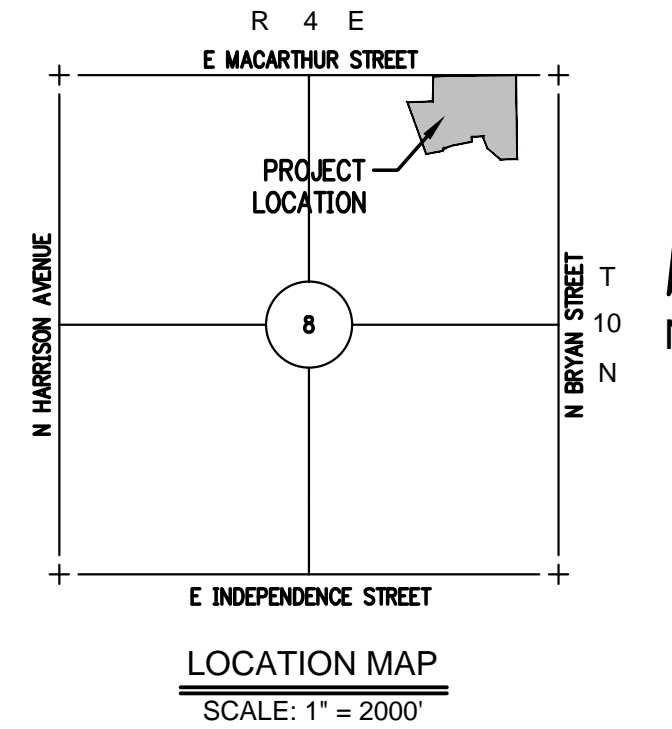 R 4 E
E MACARTHUR STREET
PROJECT
LOCATION
N HARRISON AVENUE
8
N BRYAN STREET
T
10
N
E INDEPENDENCE STREET
LOCATION MAP
SCALE: 1" = 2000'